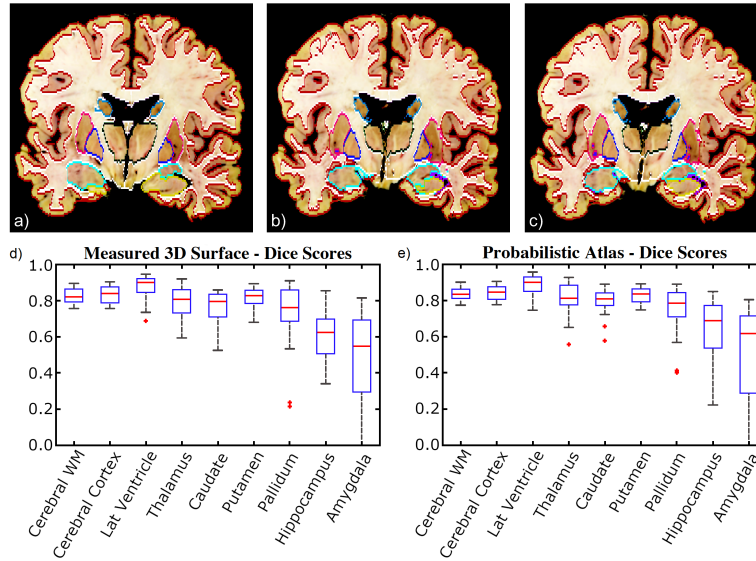 a)
b)
c)
d) Measured 3D Surface - Dice Scores
1.0
0.8
0.6
0.4
0.2
0.0
Cerebral WM
Cerebral Cortex
Lat Ventricle
Thalamus
Caudate
Putamen
Pallidum
Hippocampus
Amygdala
e) Probabilistic Atlas - Dice Scores
1.0
0.8
0.6
0.4
0.2
0.0
Cerebral WM
Cerebral Cortex
Lat Ventricle
Thalamus
Caudate
Putamen
Pallidum
Hippocampus
Amygdala